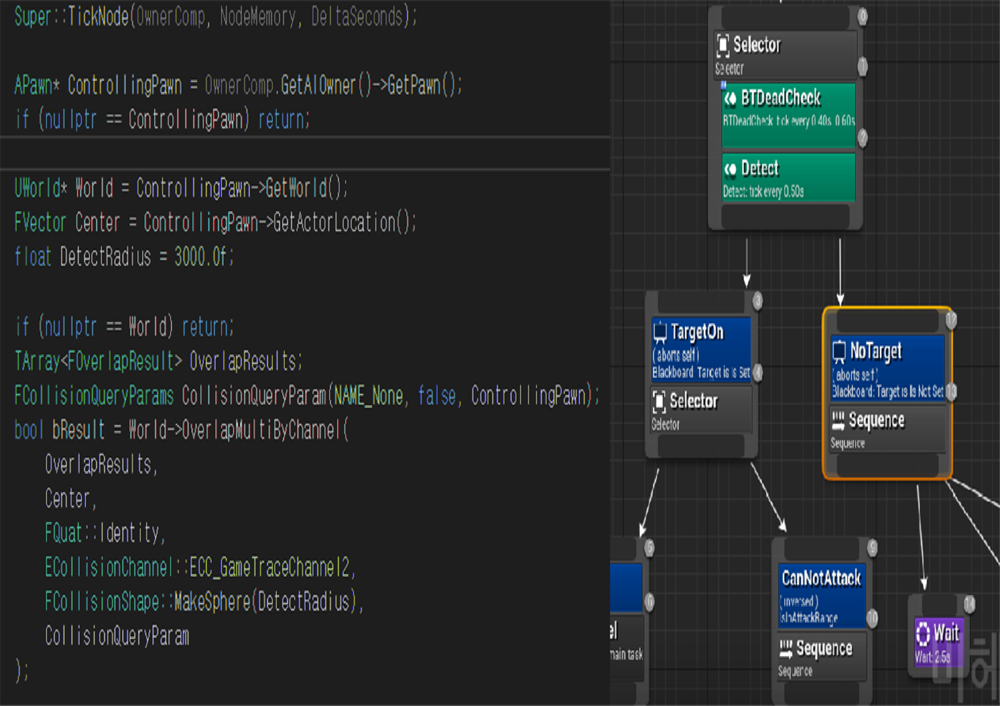 Super::TickNode(OwnerComp, NodeMemory, DeltaSeconds);
APawn* ControllingPawn = OwnerComp.GetAIOwner()->GetPawn();
if (nullptr == ControllingPawn) return;
UWorld* World = ControllingPawn->GetWorld();
FVector Center = ControllingPawn->GetActorLocation();
float DetectRadius = 3000.0f;
if (nullptr == World) return;
TArray<FOverlapResult> OverlapResults;
FCollisionQueryParams CollisionQueryParam(NAME_None, false, ControllingPawn);
bool bResult = World->OverlapMultiByChannel(
OverlapResults,
Center,
FQuat::Identity,
ECollisionChannel::ECC_GameTraceChannel2,
FCollisionShape::MakeSphere(DetectRadius),
CollisionQueryParam
);
0
Selector
Selector
1
BTDeadCheck
BTDeadCheck: tick every 0.40s..0.60s
2
Detect
Detect: tick every 0.50s
3
TargetOn
( aborts self )
Blackboard: Target is Is Set
4
Selector
Selector
12
NoTarget
( aborts self )
Blackboard: Target is Is Not Set
13
Sequence
Sequence
5
6
el
main task
9
CanNotAttack
( inversed )
IsInAttackRange
10
Sequence
Sequence
14
Wait
Wait: 2.5s